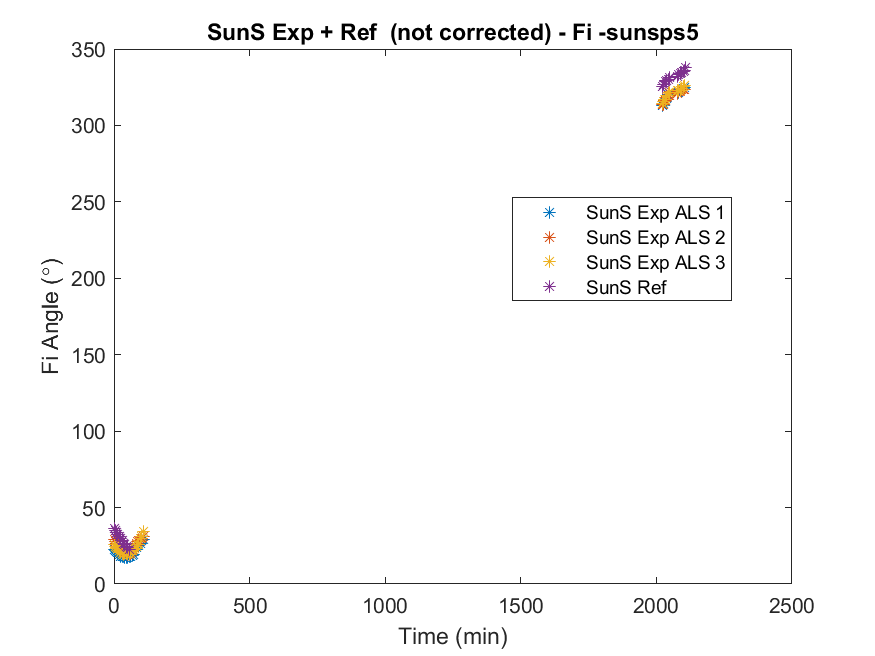 SunS Exp + Ref  (not corrected) - Fi -sunsps5
350
300
250
200
150
100
50
0
Fi Angle (°)
SunS Exp ALS 1
SunS Exp ALS 2
SunS Exp ALS 3
SunS Ref
0 500 1000 1500 2000 2500
Time (min)